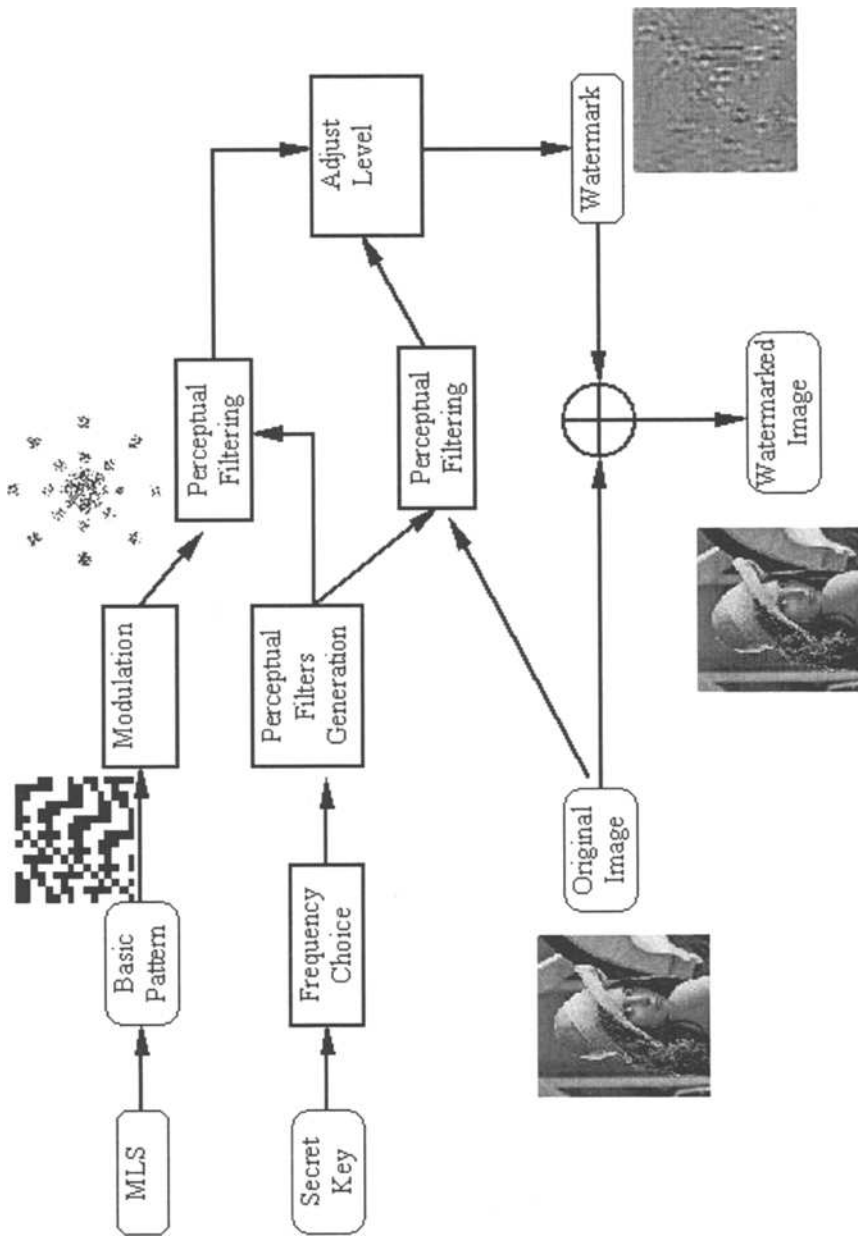 MLS
Basic
Pattern
Modulation
Perceptual
Filtering
Adjust
Level
Secret
Key
Frequency
Choice
Perceptual
Filters
Generation
Perceptual
Filtering
Original
Image
Watermark
Watermarked
Image